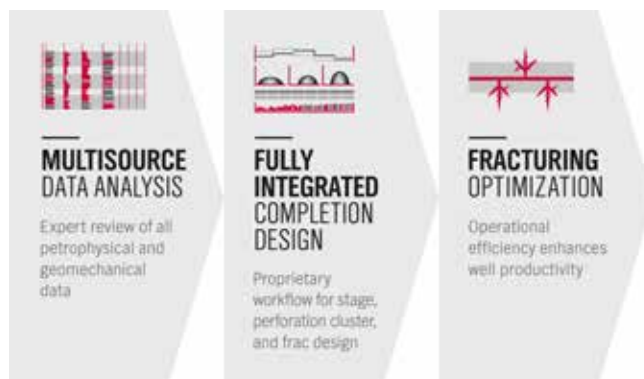 MULTISOURCE
DATA ANALYSIS
Expert review of all
petrophysical and
geomechanical
data
FULLY
INTEGRATED
COMPLETION
DESIGN
Proprietary
workflow for stage,
perforation cluster,
and frac design
FRACTURING
OPTIMIZATION
Operational
efficiency enhances
well productivity